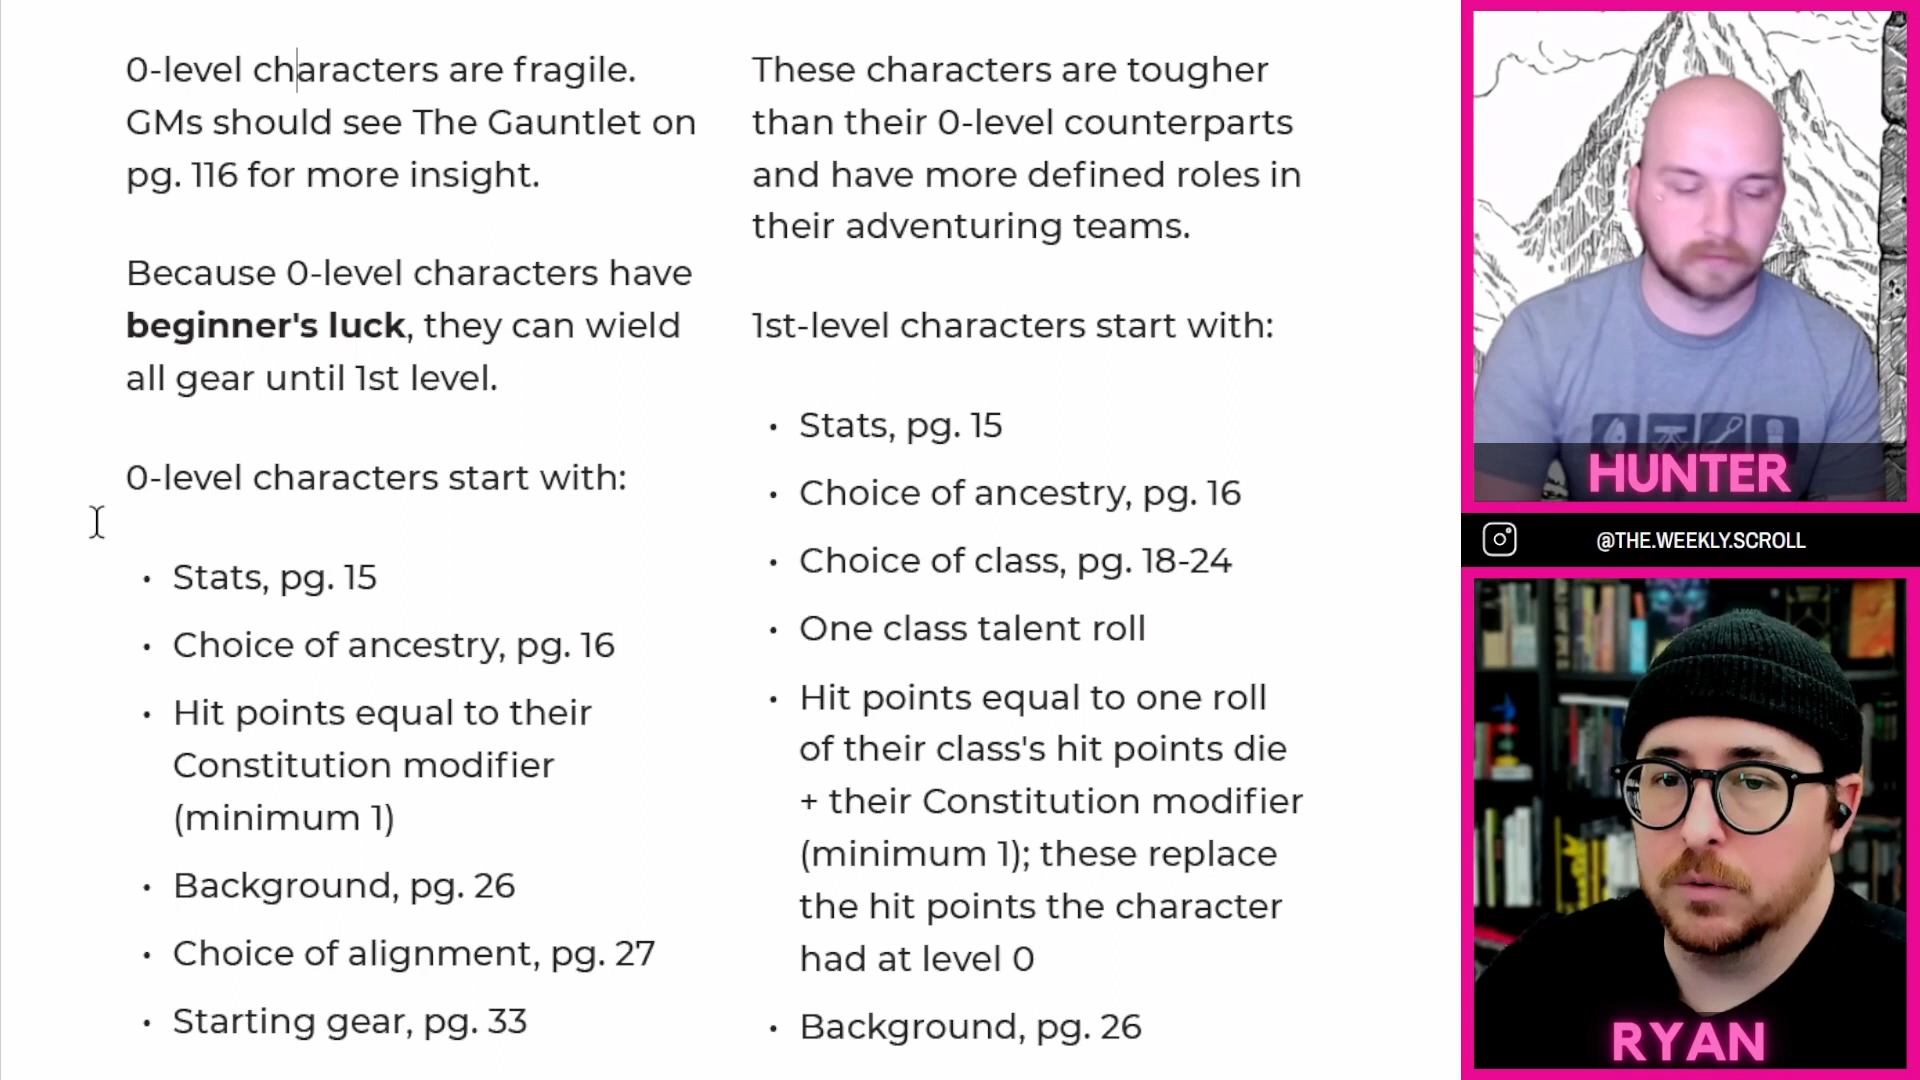 0-level characters are fragile.
GMs should see The Gauntlet on
pg. 116 for more insight.
Because 0-level characters have
beginner's luck, they can wield
all gear until 1st level.
0-level characters start with:
• Stats, pg. 15
• Choice of ancestry, pg. 16
• Hit points equal to their
Constitution modifier
(minimum 1)
• Background, pg. 26
• Choice of alignment, pg. 27
• Starting gear, pg. 33
These characters are tougher
than their 0-level counterparts
and have more defined roles in
their adventuring teams.
1st-level characters start with:
• Stats, pg. 15
• Choice of ancestry, pg. 16
• Choice of class, pg. 18-24
• One class talent roll
• Hit points equal to one roll
of their class's hit points die
+ their Constitution modifier
(minimum 1); these replace
the hit points the character
had at level 0
• Background, pg. 26
HUNTER
@THE.WEEKLY.SCROLL
RYAN